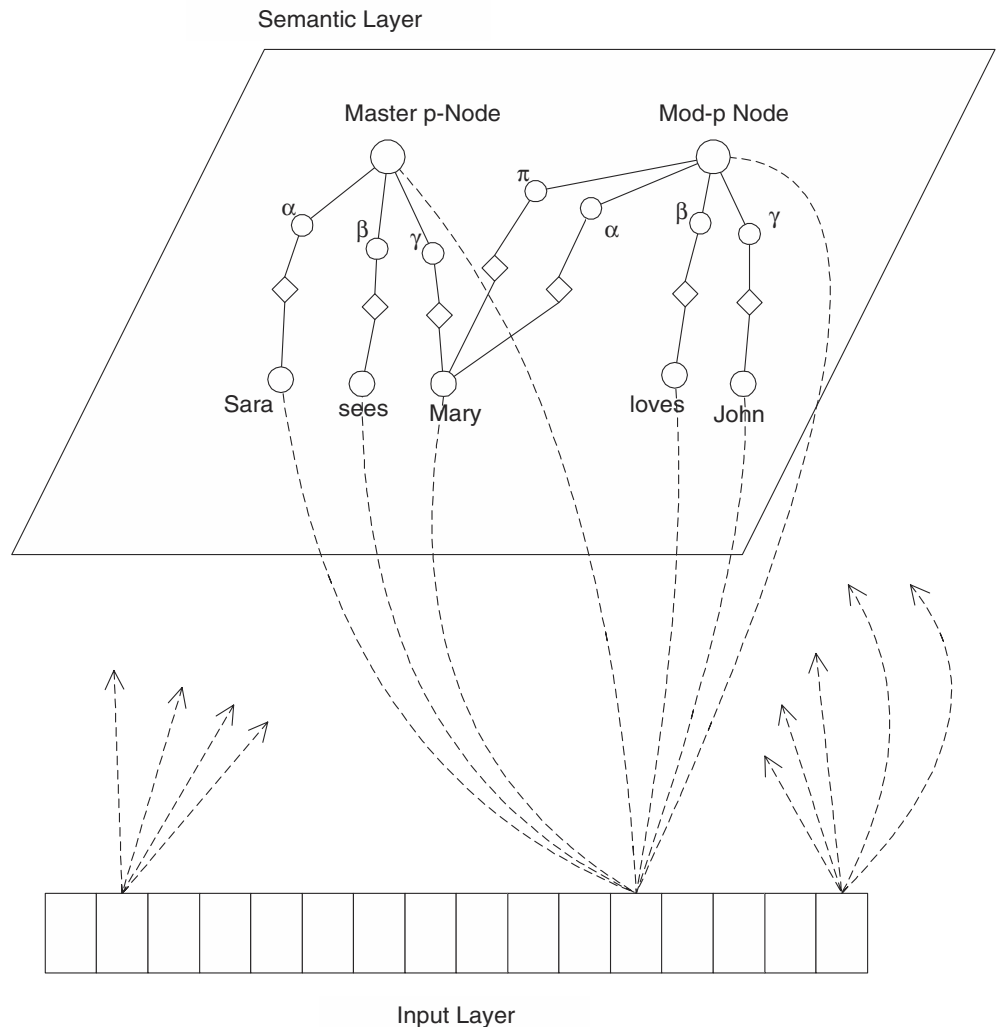 Semantic Layer
Master p-Node
Mod-p Node
π
α
α
β
γ
β
γ
Sara
sees
Mary
loves
John
Input Layer